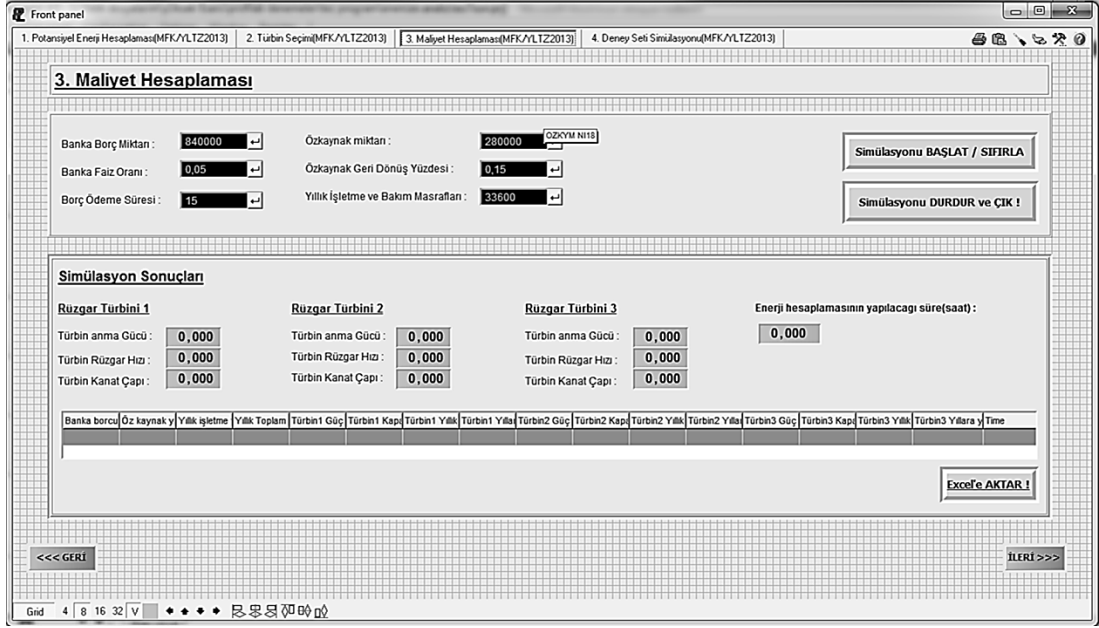 Front panel
1. Potansiyel Enerji Hesaplaması(MFK/YLTZ2013) 2. Türbin Seçimi(MFK/YLTZ2013) 3. Maliyet Hesaplaması(MFK/YLTZ2013) 4. Deney Seti Simülasyonu(MFK/YLTZ2013)
3. Maliyet Hesaplaması
Banka Borç Miktarı : 840000 Özkaynak miktarı : 280000 OZKYM NI18
Banka Faiz Oranı : 0,05 Özkaynak Geri Dönüş Yüzdesi : 0,15
Borç Ödeme Süresi : 15 Yıllık İşletme ve Bakım Masrafları : 33600
Simülasyonu BAŞLAT / SIFIRLA
Simülasyonu DURDUR ve ÇIK !
Simülasyon Sonuçları
Rüzgar Türbini 1 Rüzgar Türbini 2 Rüzgar Türbini 3 Enerji hesaplamasının yapılacagı süre(saat) :
Türbin anma Gücü : 0,000 Türbin anma Gücü : 0,000 Türbin anma Gücü : 0,000 0,000
Türbin Rüzgar Hızı : 0,000 Türbin Rüzgar Hızı : 0,000 Türbin Rüzgar Hızı : 0,000
Türbin Kanat Çapı : 0,000 Türbin Kanat Çapı : 0,000 Türbin Kanat Çapı : 0,000
Banka borcu Öz kaynak y Yıllık işletme Yıllık Toplam Türbin1 Güç Türbin1 Kapa Türbin1 Yıllık Türbin1 Yıllar Türbin2 Güç Türbin2 Kapa Türbin2 Yıllık Türbin2 Yıllar Türbin3 Güç Türbin3 Kapa Türbin3 Yıllık Türbin3 Yıllara y Time
Excel'e AKTAR !
<<< GERİ İLERİ >>>
Grid 4 8 16 32 V